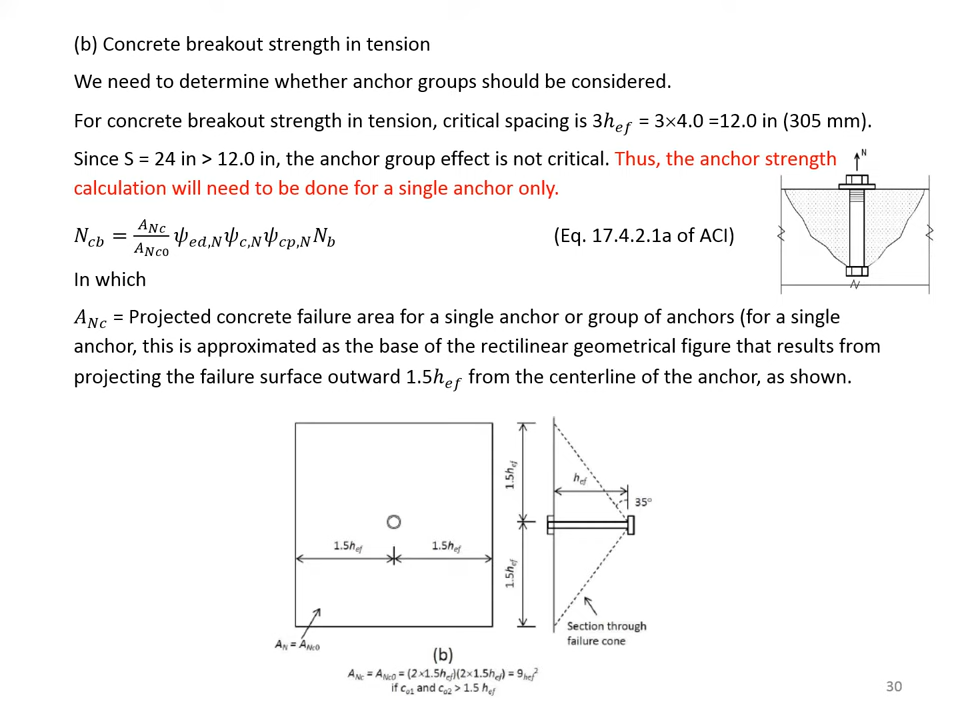 (b) Concrete breakout strength in tension
We need to determine whether anchor groups should be considered.
For concrete breakout strength in tension, critical spacing is 3h_ef = 3×4.0 =12.0 in (305 mm).
Since S = 24 in > 12.0 in, the anchor group effect is not critical. Thus, the anchor strength
calculation will need to be done for a single anchor only.
N
N_cb = A_Nc/A_Nc0 ψ_ed,N ψ_c,N ψ_cp,N N_b (Eq. 17.4.2.1a of ACI)
In which
A_Nc = Projected concrete failure area for a single anchor or group of anchors (for a single
anchor, this is approximated as the base of the rectilinear geometrical figure that results from
projecting the failure surface outward 1.5h_ef from the centerline of the anchor, as shown.
1.5h_ef
h_ef
35°
1.5h_ef
1.5h_ef
1.5h_ef
Section through
failure cone
A_N = A_Nc0
(b)
A_Nc = A_Nc0 = (2×1.5h_ef)(2×1.5h_ef) = 9_hef²
if c_a1 and c_a2 > 1.5 h_ef
30